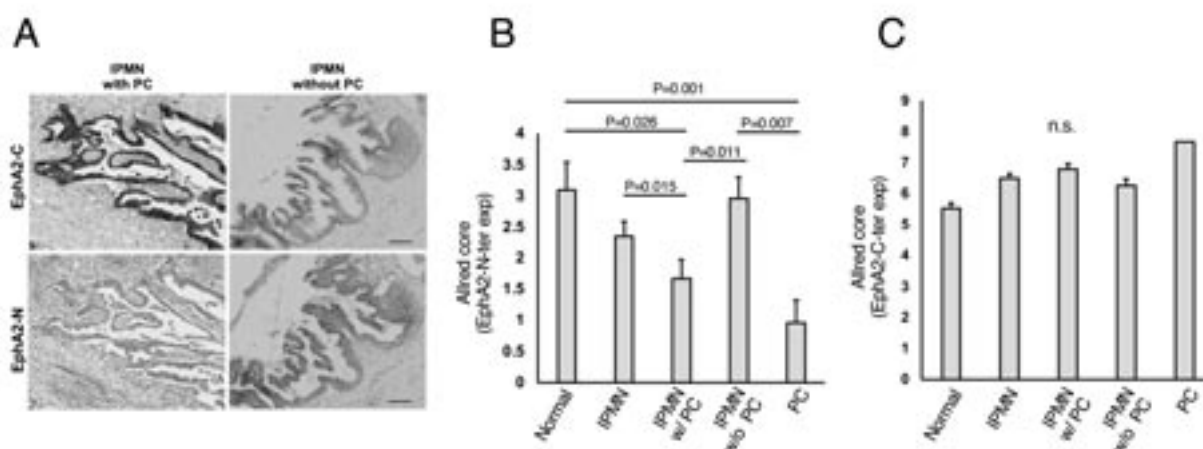 A
IPMN
with PC
IPMN
without PC
EphA2-C
EphA2-N
B
P=0.001
P=0.026
P=0.007
P=0.011
P=0.015
4
3.5
3
2.5
2
1.5
1
0.5
0
Allred core
(EphA2-N-ter exp)
Normal
IPMN
IPMN
w/ PC
IPMN
w/o PC
PC
C
n.s.
9
8
7
6
5
4
3
2
1
0
Allred core
(EphA2-C-ter exp)
Normal
IPMN
IPMN
w/ PC
IPMN
w/o PC
PC